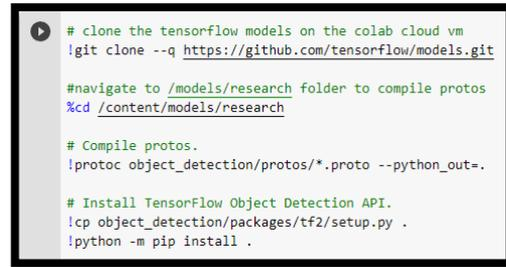 # clone the tensorflow models on the colab cloud vm
!git clone --q https://github.com/tensorflow/models.git
#navigate to /models/research folder to compile protos
%cd /content/models/research
# Compile protos.
!protoc object_detection/protos/*.proto --python_out=.
# Install TensorFlow Object Detection API.
!cp object_detection/packages/tf2/setup.py .
!python -m pip install .